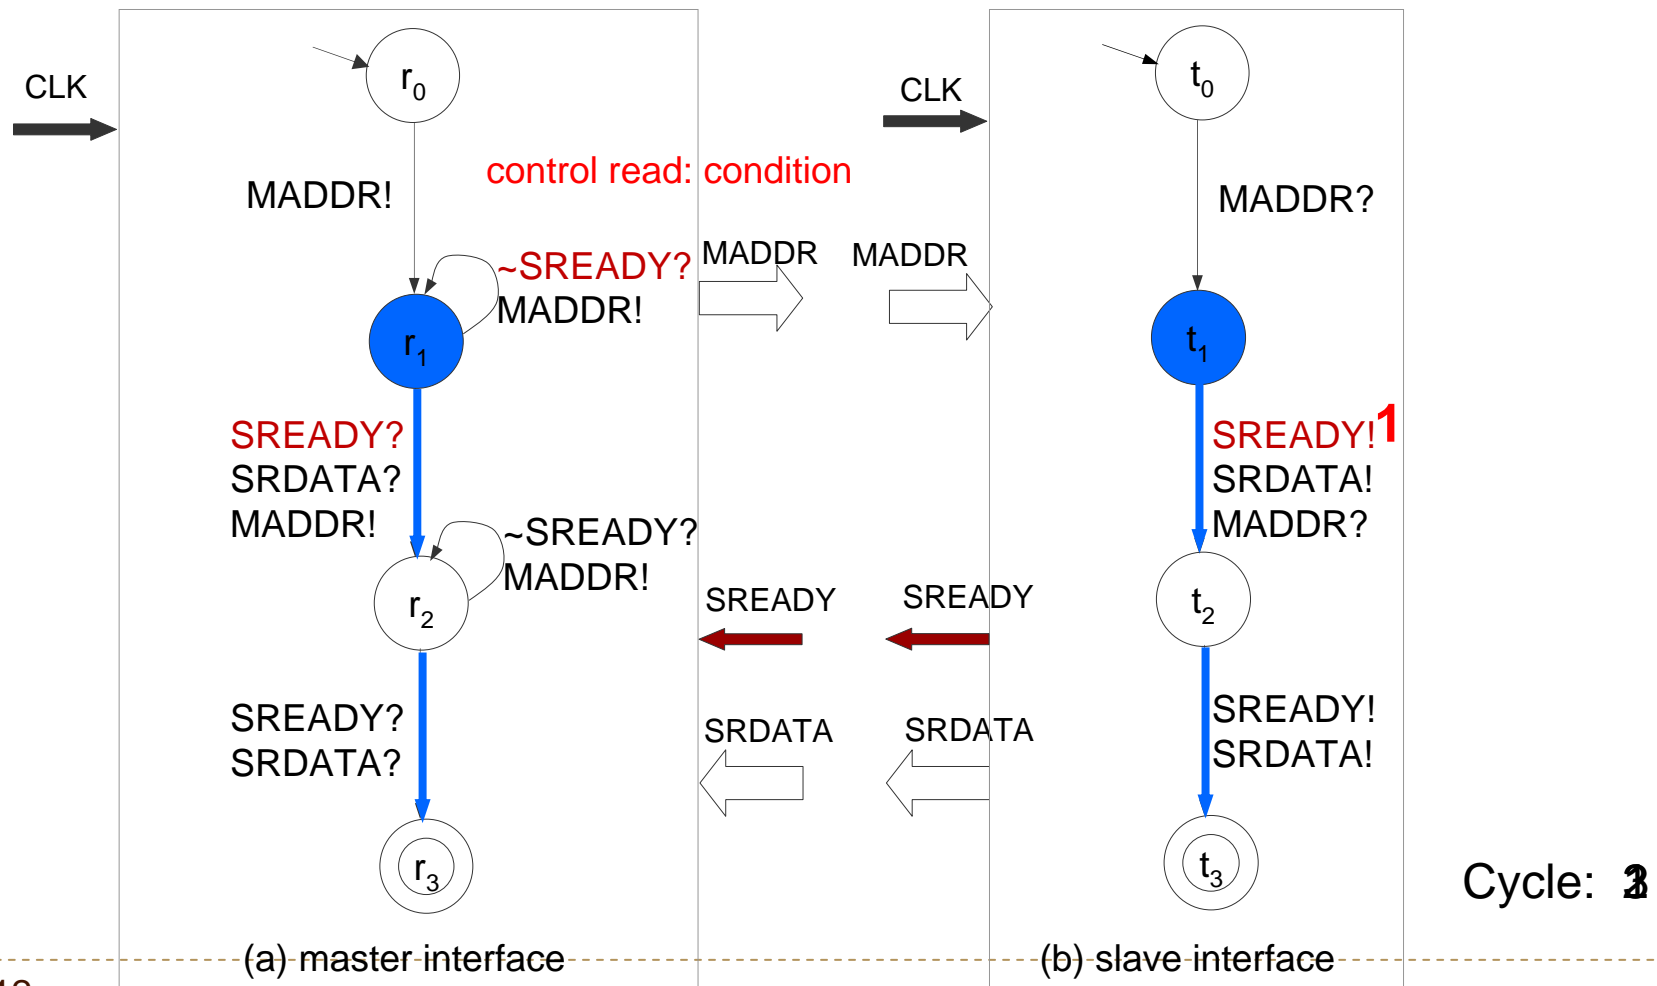 r0
t0
CLK
CLK
control read: condition
MADDR!
MADDR?
MADDR
MADDR
~SREADY?
MADDR!
r1
t1
SREADY?
SRDATA?
MADDR!
SREADY!1
SRDATA!
MADDR?
~SREADY?
MADDR!
r2
t2
SREADY
SREADY
SREADY?
SRDATA?
SRDATA
SRDATA
SREADY!
SRDATA!
r3
t3
Cycle:
(a) master interface
(b) slave interface